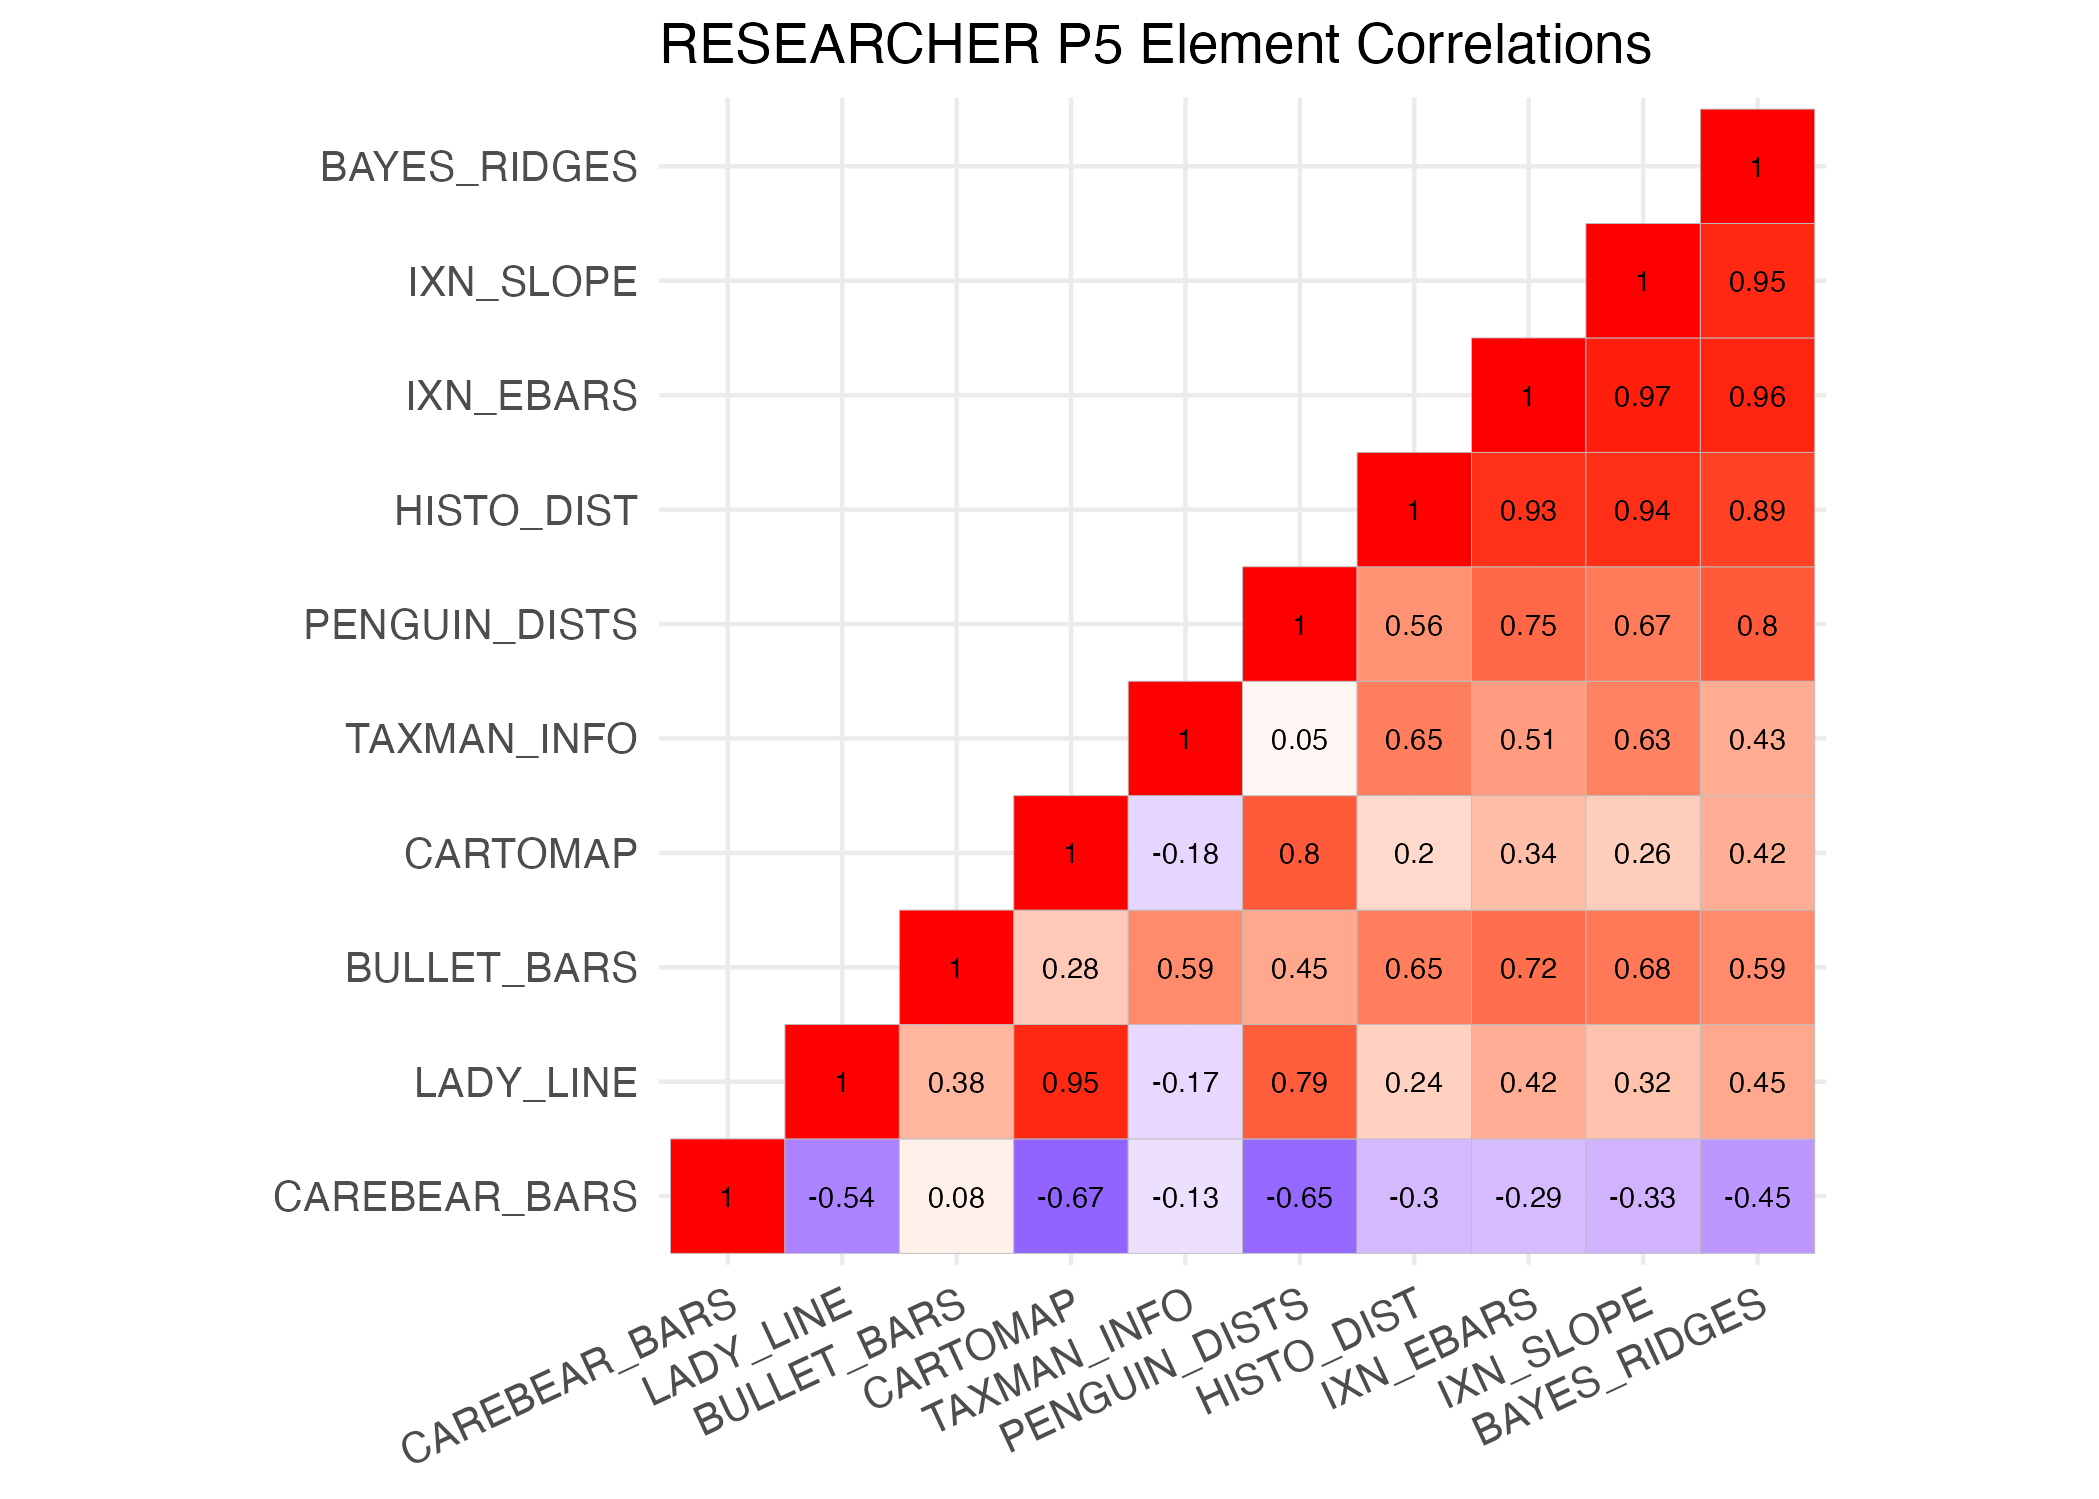 RESEARCHER P5 Element Correlations
BAYES_RIDGES 1
IXN_SLOPE 1 0.95
IXN_EBARS 1 0.97 0.96
HISTO_DIST 1 0.93 0.94 0.89
PENGUIN_DISTS 1 0.56 0.75 0.67 0.8
TAXMAN_INFO 1 0.05 0.65 0.51 0.63 0.43
CARTOMAP 1 -0.18 0.8 0.2 0.34 0.26 0.42
BULLET_BARS 1 0.28 0.59 0.45 0.65 0.72 0.68 0.59
LADY_LINE 1 0.38 0.95 -0.17 0.79 0.24 0.42 0.32 0.45
CAREBEAR_BARS 1 -0.54 0.08 -0.67 -0.13 -0.65 -0.3 -0.29 -0.33 -0.45
CAREBEAR_BARS
LADY_LINE
BULLET_BARS
CARTOMAP
TAXMAN_INFO
PENGUIN_DISTS
HISTO_DIST
IXN_EBARS
IXN_SLOPE
BAYES_RIDGES